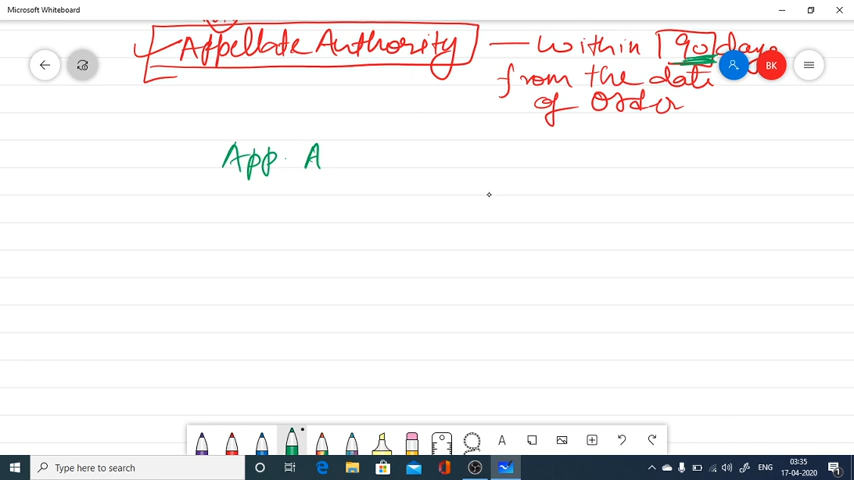 Microsoft Whiteboard
Appellate Authority — within 90 days
from the date
of Order
BK
App. A
Type here to search
ENG
03:35
17-04-2020